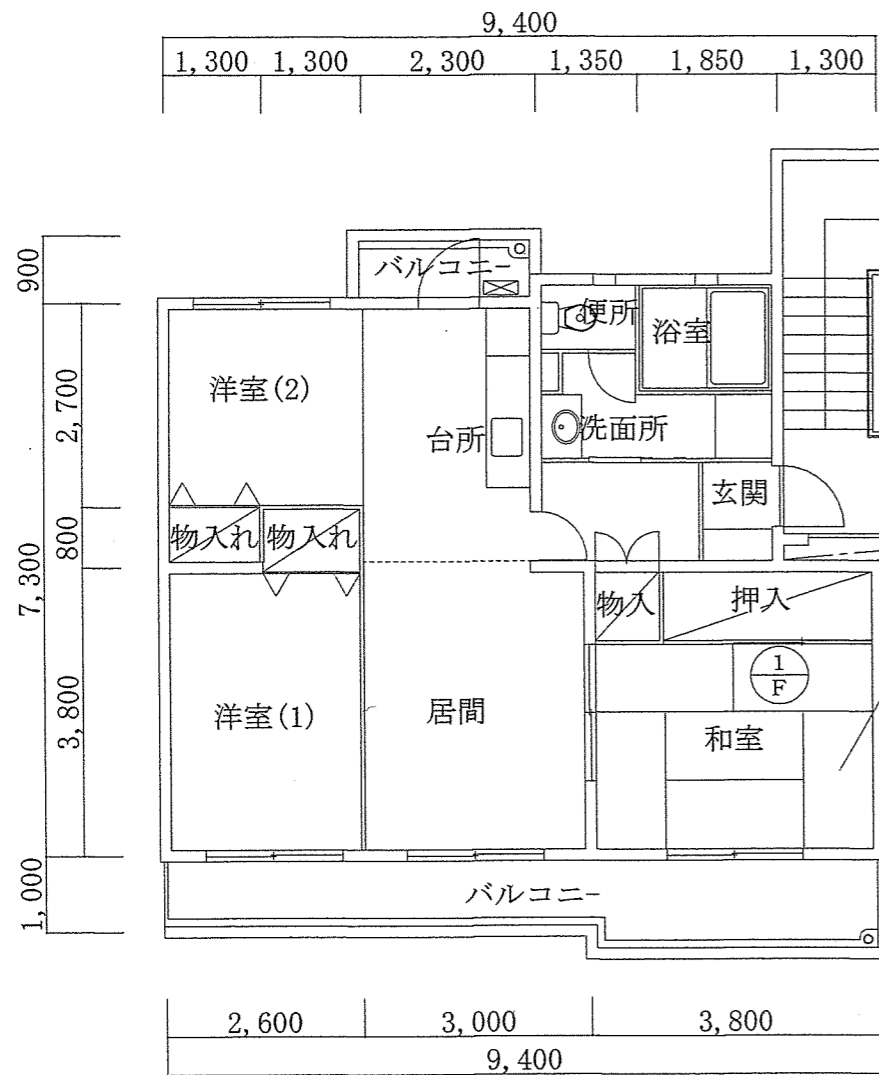 9,400
1,300 1,300 2,300 1,350 1,850 1,300
900
2,700
800
7,300
3,800
1,000
バルコニー
便所
浴室
洋室(2)
台所
洗面所
玄関
物入れ 物入れ
物入
押入
1
F
洋室(1)
居間
和室
バルコニー
2,600 3,000 3,800
9,400